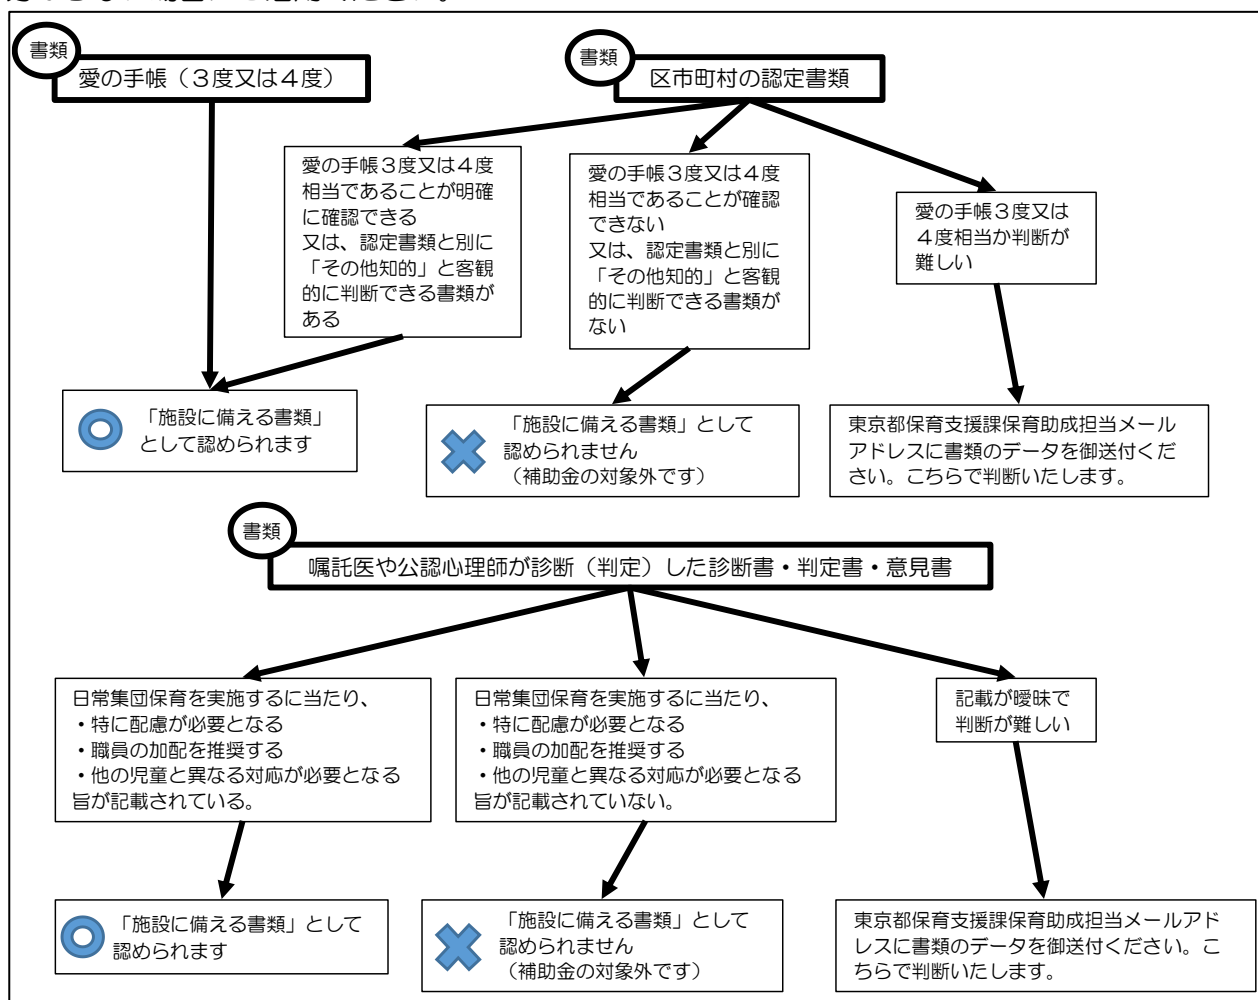 書類
愛の手帳（３度又は４度）
書類
区市町村の認定書類
愛の手帳３度又は４度
相当であることが明確
に確認できる
又は、認定書類と別に
「その他知的」と客観
的に判断できる書類が
ある
愛の手帳３度又は４度
相当であることが確認
できない
又は、認定書類と別に
「その他知的」と客観
的に判断できる書類が
ない
愛の手帳３度又は
４度相当か判断が
難しい
「施設に備える書類」
として認められます
「施設に備える書類」として
認められません
（補助金の対象外です）
東京都保育支援課保育助成担当メール
アドレスに書類のデータを御送付くだ
さい。こちらで判断いたします。
書類
嘱託医や公認心理師が診断（判定）した診断書・判定書・意見書
日常集団保育を実施するに当たり、
・特に配慮が必要となる
・職員の加配を推奨する
・他の児童と異なる対応が必要となる
旨が記載されている。
日常集団保育を実施するに当たり、
・特に配慮が必要となる
・職員の加配を推奨する
・他の児童と異なる対応が必要となる
旨が記載されていない。
記載が曖昧で
判断が難しい
「施設に備える書類」として
認められます
「施設に備える書類」として
認められません
（補助金の対象外です）
東京都保育支援課保育助成担当メールアド
レスに書類のデータを御送付ください。こ
ちらで判断いたします。